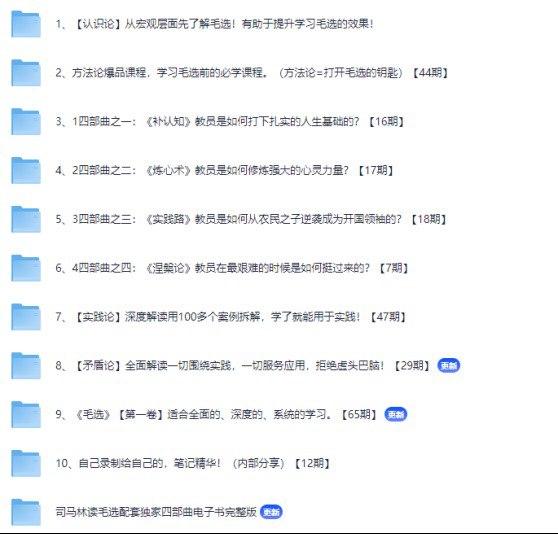 1、【认识论】从宏观层面先了解毛选！有助于提升学习毛选的效果！
2、方法论爆品课程，学习毛选前的必学课程。（方法论=打开毛选的钥匙）【44期】
3、1四部曲之一：《补认知》教员是如何打下扎实的人生基础的？【16期】
4、2四部曲之二：《炼心术》教员是如何修炼强大的心灵力量？【17期】
5、3四部曲之三：《实践路》教员是如何从农民之子逆袭成为开国领袖的？【18期】
6、4四部曲之四：《涅槃论》教员在最艰难的时候是如何挺过来的？【7期】
7、【实践论】深度解读用100多个案例拆解，学了就能用于实践！【47期】
8、【矛盾论】全面解读一切围绕实践，一切服务应用，拒绝虚头巴脑！【29期】 更新
9、《毛选》【第一卷】适合全面的、深度的、系统的学习。【65期】 更新
10、自己录制给自己的，笔记精华！（内部分享）【12期】
司马林读毛选配套独家四部曲电子书完整版 更新